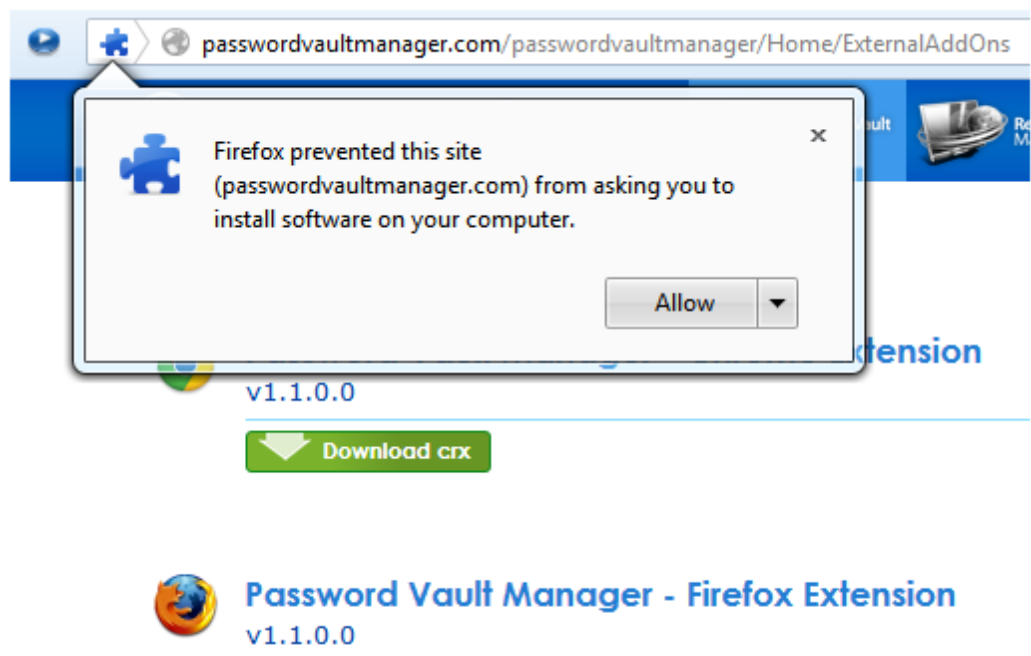 passwordvaultmanager.com/passwordvaultmanager/Home/ExternalAddOns
Firefox prevented this site
(passwordvaultmanager.com) from asking you to
install software on your computer.
Allow
v1.1.0.0
Download crx
Password Vault Manager - Firefox Extension
v1.1.0.0